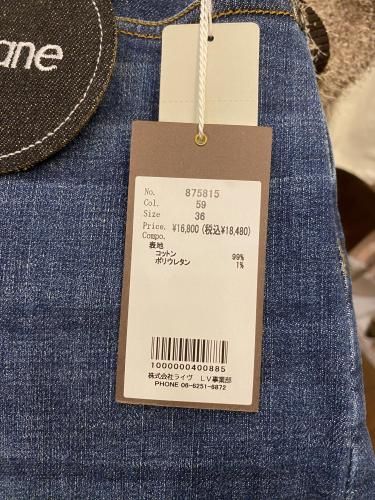 ane
No. 875815
Col. 59
Size 36
Price. ¥16,800(税込¥18,480)
Compo.
表地
コットン 99%
ポリウレタン 1%
1000000400885
株式会社ライヴ LV事業部
PHONE 06-6251-6872